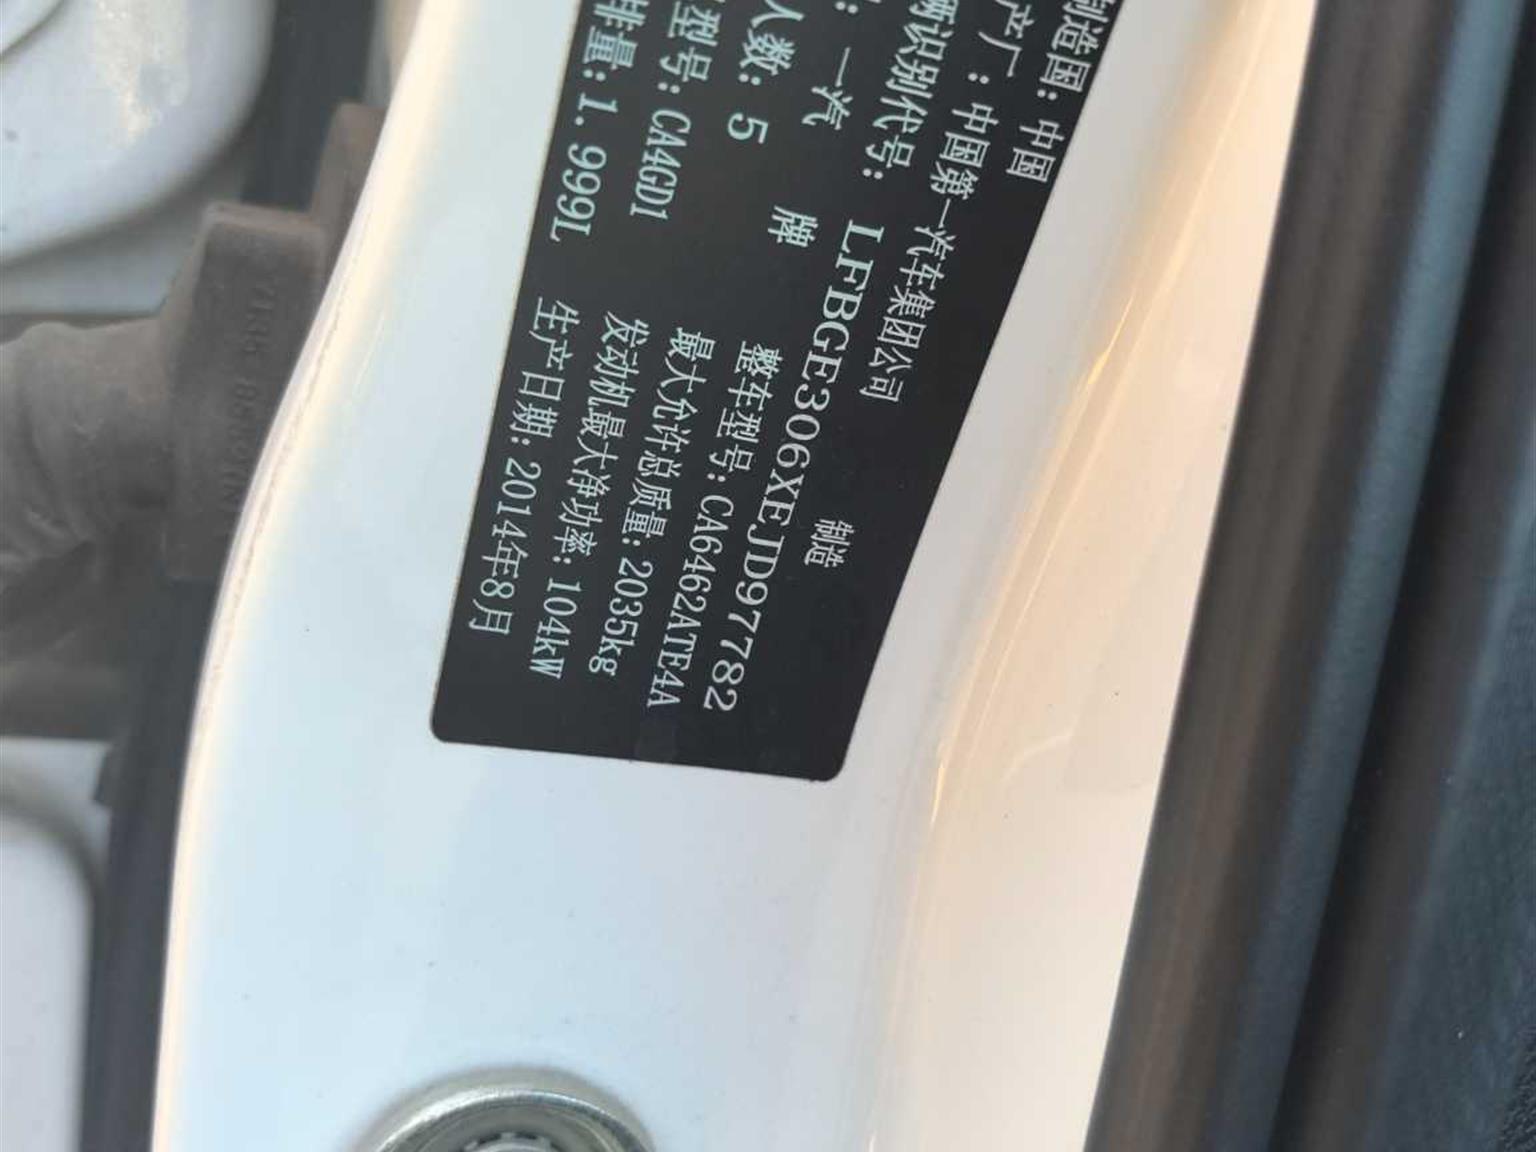 制造国: 中国
产厂: 中国第一汽车集团公司 制造
识别代号: LFBGE306XEJD97782
: 一汽 牌 整车型号: CA6462ATE4A
人数: 5 最大允许总质量: 2035kg
型号: CA4GD1 发动机最大净功率: 104kW
排量: 1.999L 生产日期: 2014年8月